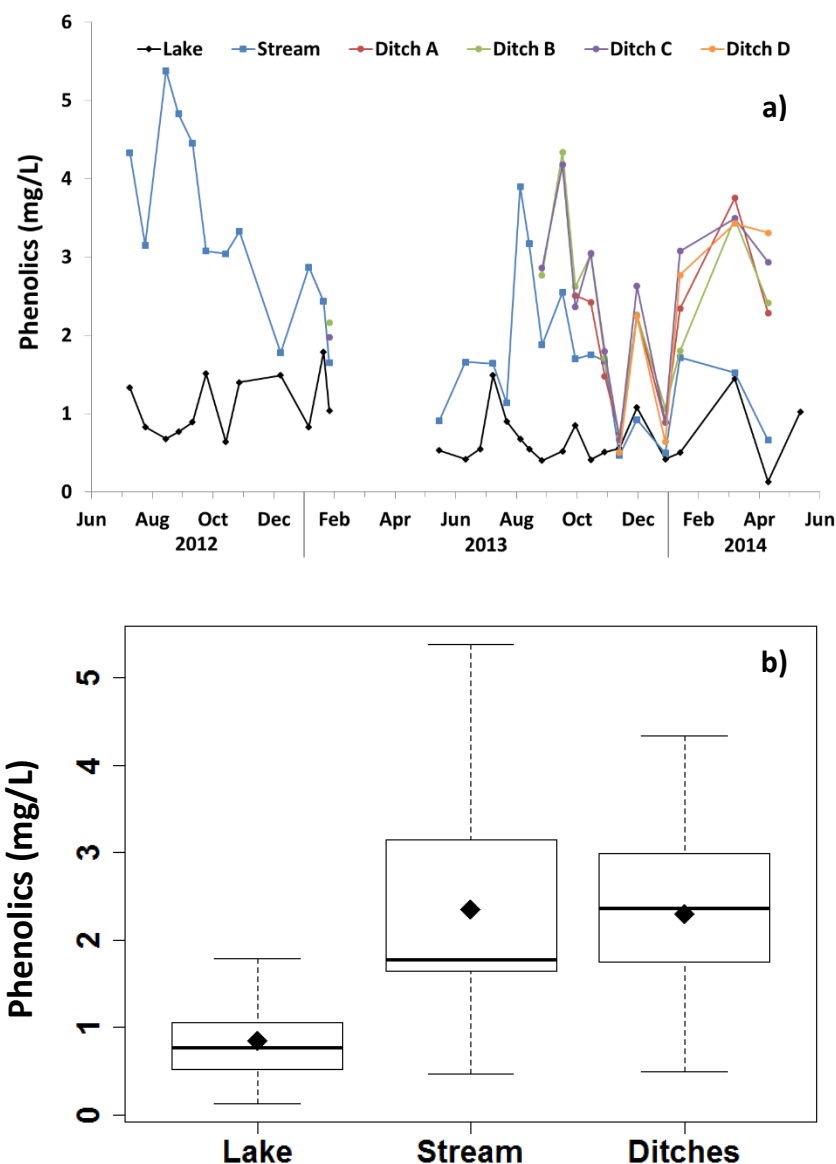 6
Lake Stream Ditch A Ditch B Ditch C Ditch D
5
a)
4
3
2
1
0
Phenolics (mg/L)
Jun Aug Oct Dec Feb Apr Jun Aug Oct Dec Feb Apr Jun
2012 2013 2014
b)
5
4
3
2
1
0
Phenolics (mg/L)
Lake Stream Ditches